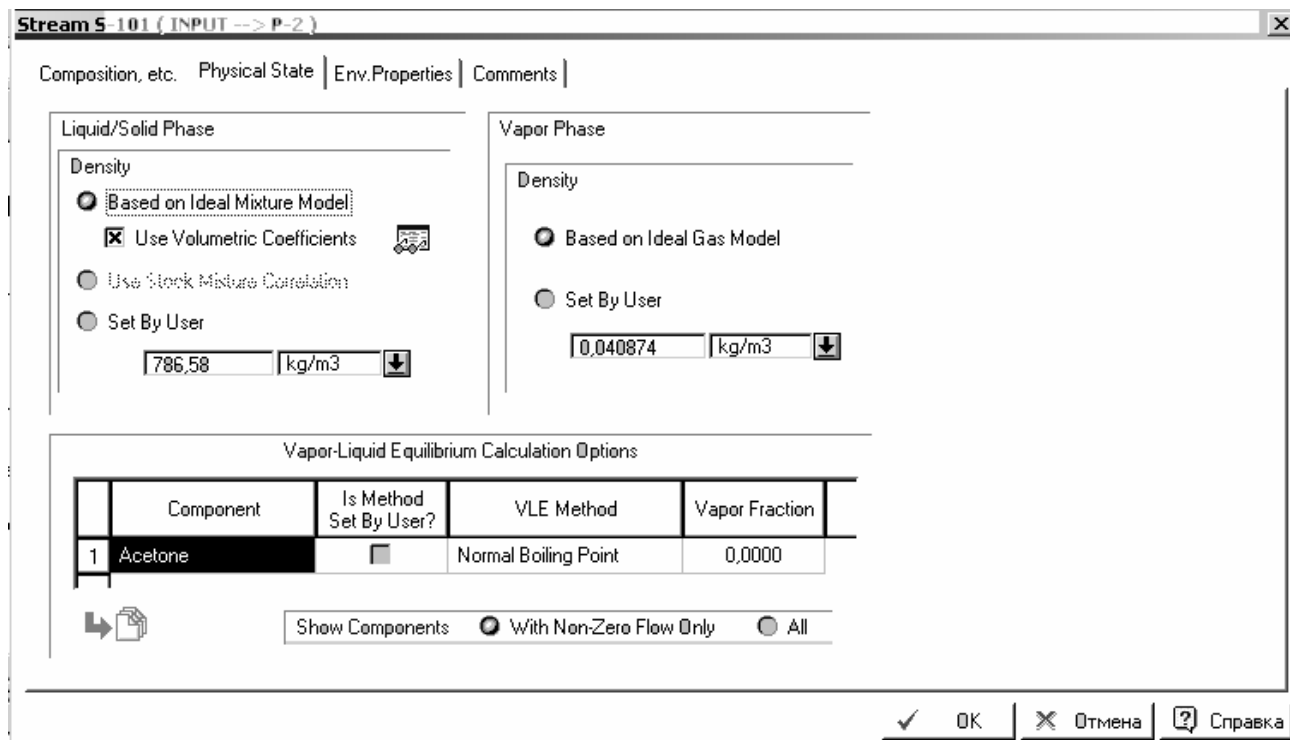 Stream S-101 ( INPUT --> P-2 )
Composition, etc. Physical State Env.Properties Comments
Liquid/Solid Phase
Density
Based on Ideal Mixture Model
Use Volumetric Coefficients
Use Stock Mixture Correlation
Set By User
786,58 kg/m3
Vapor Phase
Density
Based on Ideal Gas Model
Set By User
0,040874 kg/m3
Vapor-Liquid Equilibrium Calculation Options
Component Is Method Set By User? VLE Method Vapor Fraction
1 Acetone Normal Boiling Point 0,0000
Show Components With Non-Zero Flow Only All
OK Отмена Справка